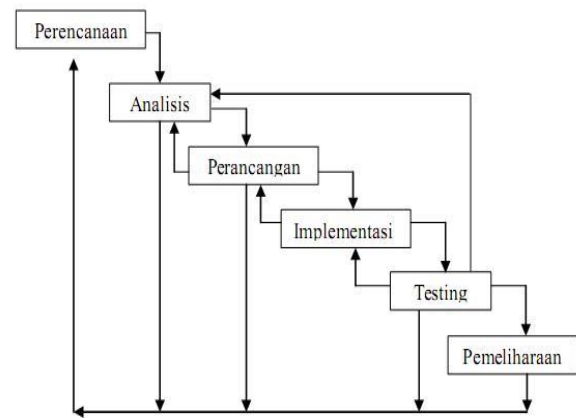 Perencanaan
Analisis
Perancangan
Implementasi
Testing
Pemeliharaan